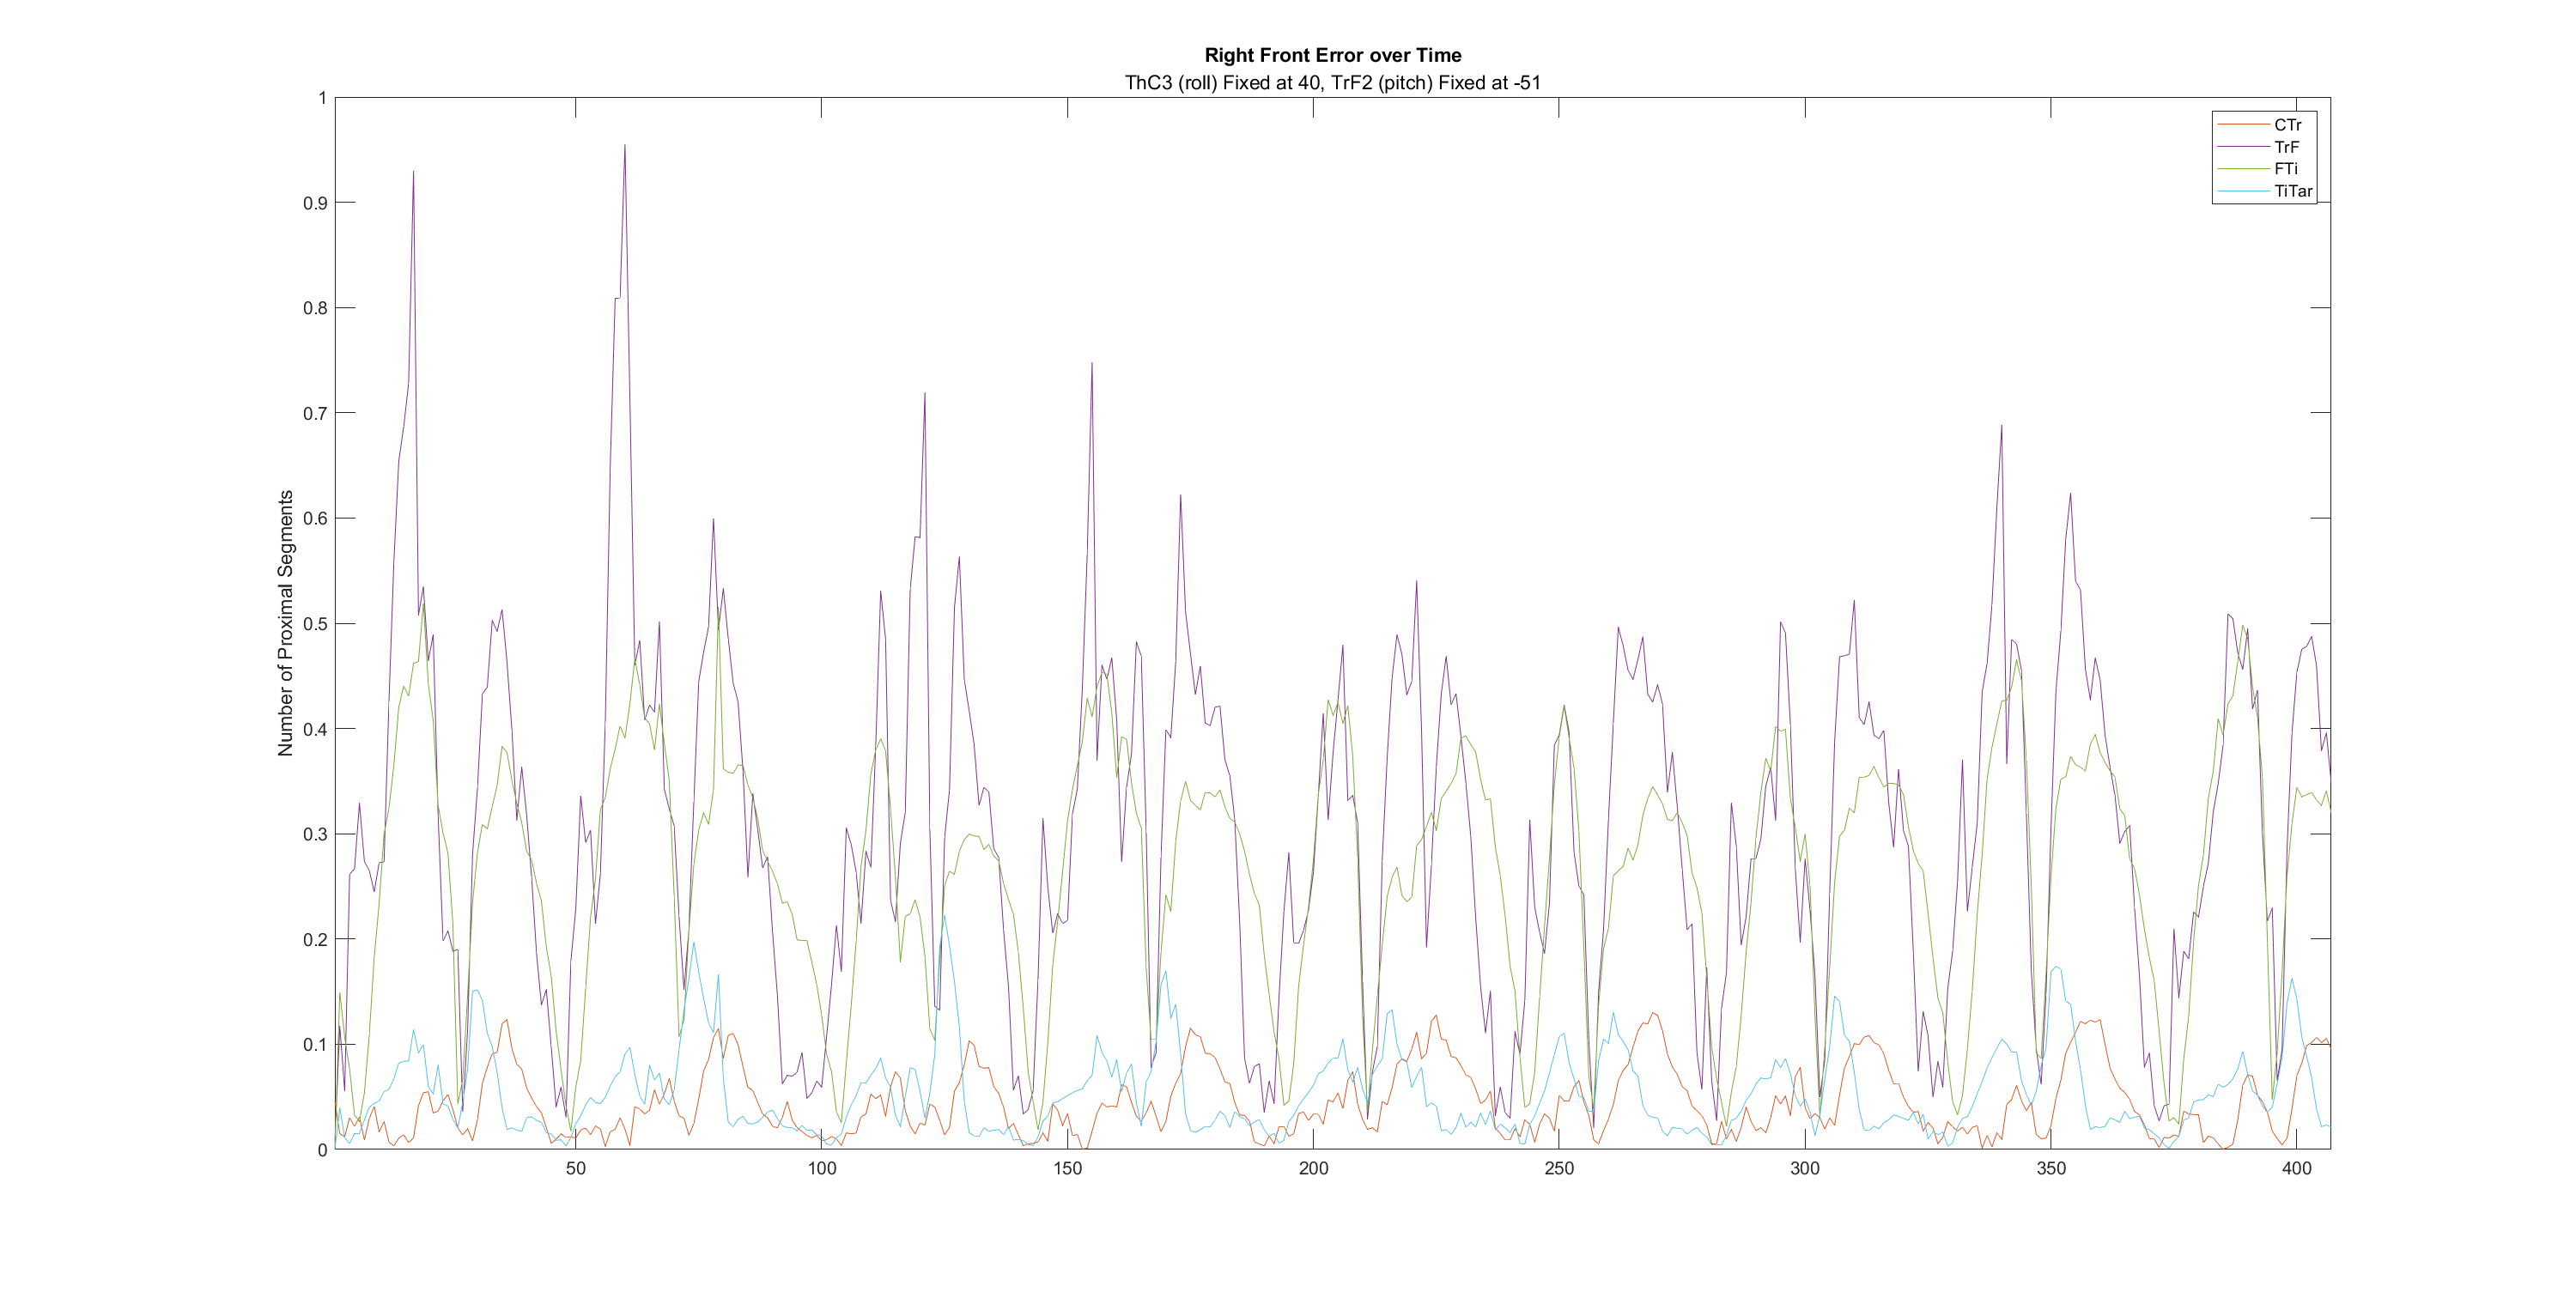 Right Front Error over Time
ThC3 (roll) Fixed at 40, TrF2 (pitch) Fixed at -51
Number of Proximal Segments
1
0.9
0.8
0.7
0.6
0.5
0.4
0.3
0.2
0.1
0
50
100
150
200
250
300
350
400
CTr
TrF
FTi
TiTar